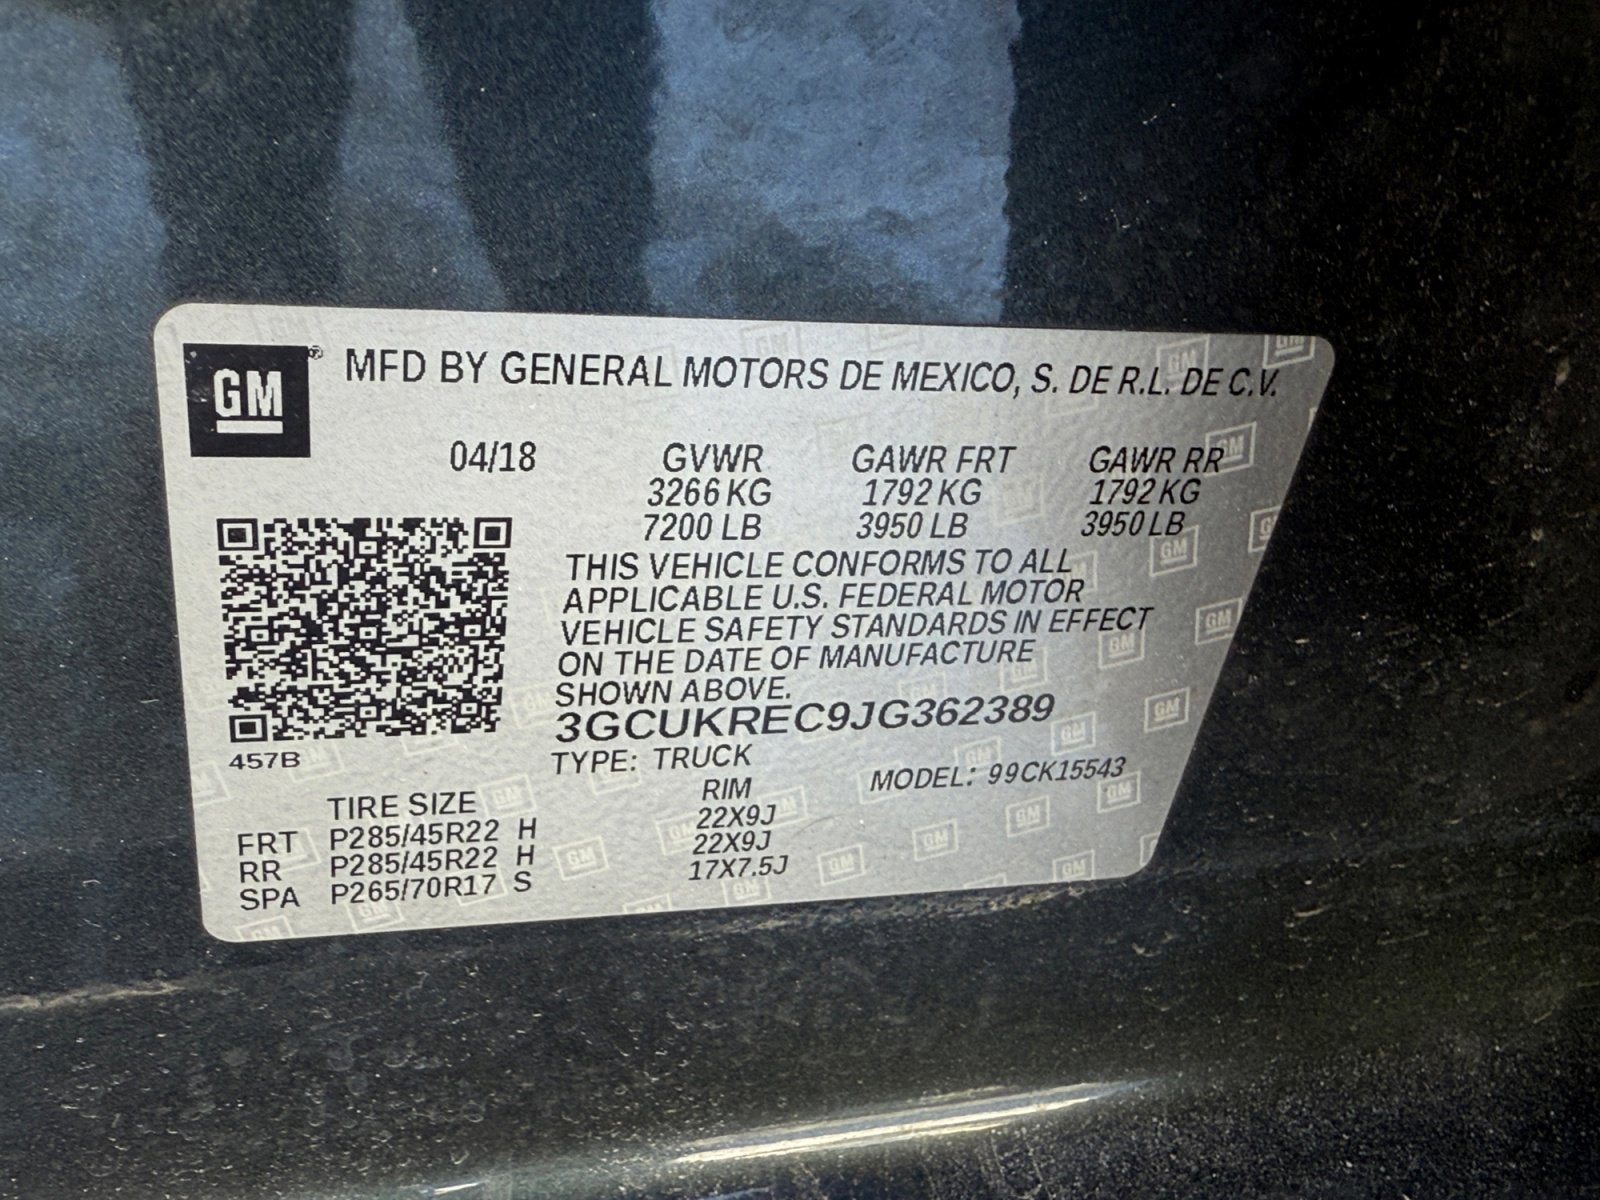 GM ® MFD BY GENERAL MOTORS DE MEXICO, S. DE R.L. DE C.V.
04/18 GVWR GAWR FRT GAWR RR
3266 KG 1792 KG 1792 KG
7200 LB 3950 LB 3950 LB
THIS VEHICLE CONFORMS TO ALL
APPLICABLE U.S. FEDERAL MOTOR
VEHICLE SAFETY STANDARDS IN EFFECT
ON THE DATE OF MANUFACTURE
SHOWN ABOVE.
3GCUKREC9JG362389
457B TYPE: TRUCK MODEL: 99CK15543
TIRE SIZE RIM
FRT P285/45R22 H 22X9J
RR P285/45R22 H 22X9J
SPA P265/70R17 S 17X7.5J